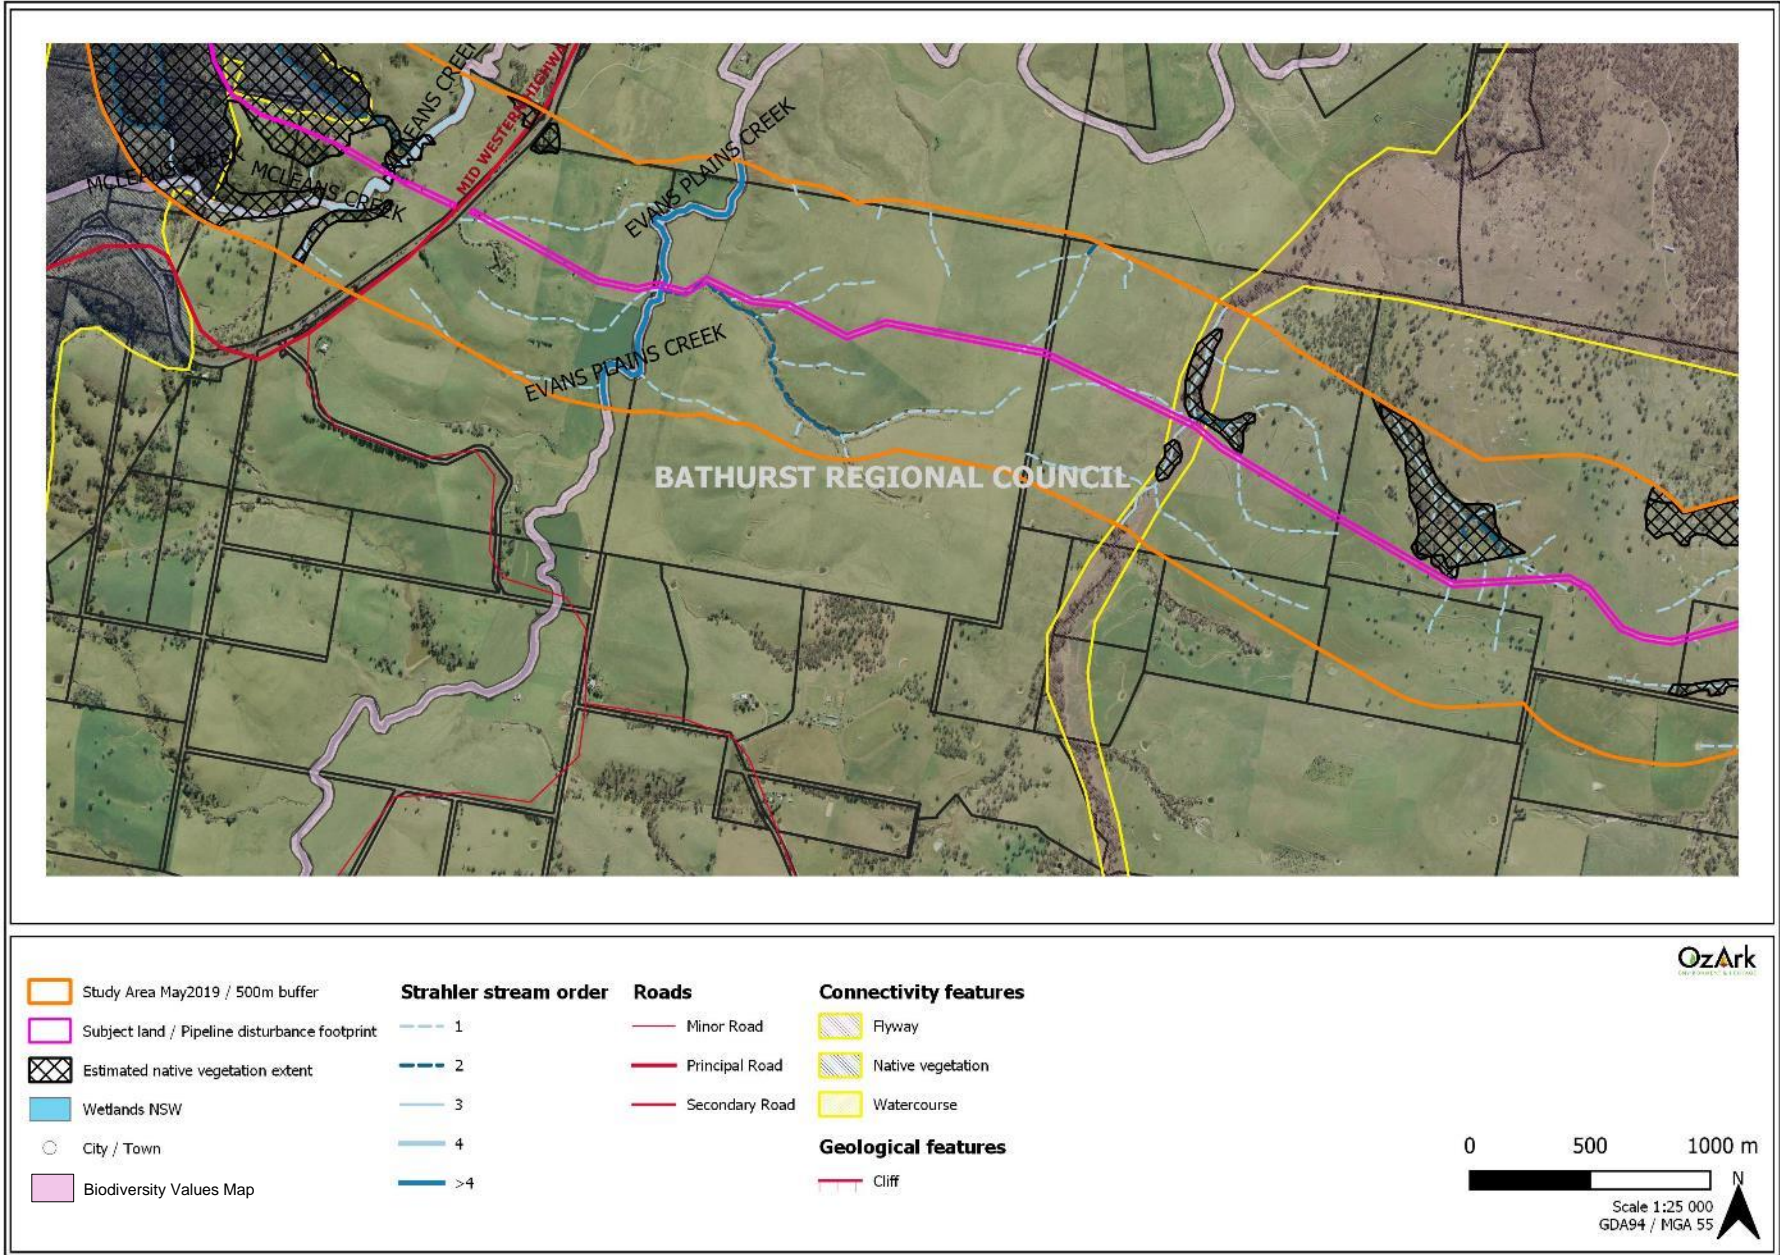 MCLEANS CREEK
MID WESTERN HIGHWA
MCLEANS CREEK
MCLEANS CREEK
EVANS PLAINS CREEK
EVANS PLAINS CREEK
BATHURST REGIONAL COUNCIL
OzArk
Study Area May2019 / 500m buffer
Subject land / Pipeline disturbance footprint
Estimated native vegetation extent
Wetlands NSW
City / Town
Biodiversity Values Map
Strahler stream order
1
2
3
4
>4
Roads
Minor Road
Principal Road
Secondary Road
Connectivity features
Flyway
Native vegetation
Watercourse
Geological features
Cliff
0 500 1000 m
N
Scale 1:25 000
GDA94 / MGA 55